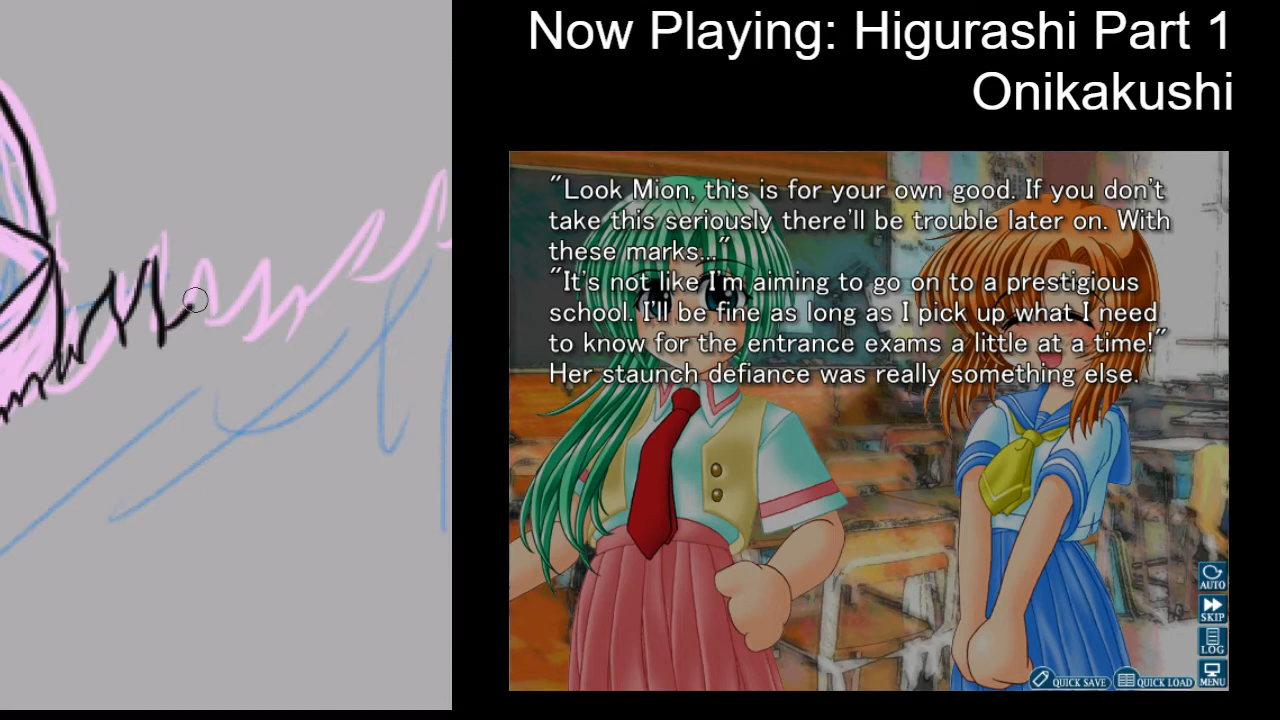 Now Playing: Higurashi Part 1
Onikakushi
"Look Mion, this is for your own good. If you don't
take this seriously there'll be trouble later on. With
these marks..."
"It's not like I'm aiming to go on to a prestigious
school. I'll be fine as long as I pick up what I need
to know for the entrance exams a little at a time!"
Her staunch defiance was really something else.
AUTO
SKIP
LOG
MENU
QUICK SAVE
QUICK LOAD